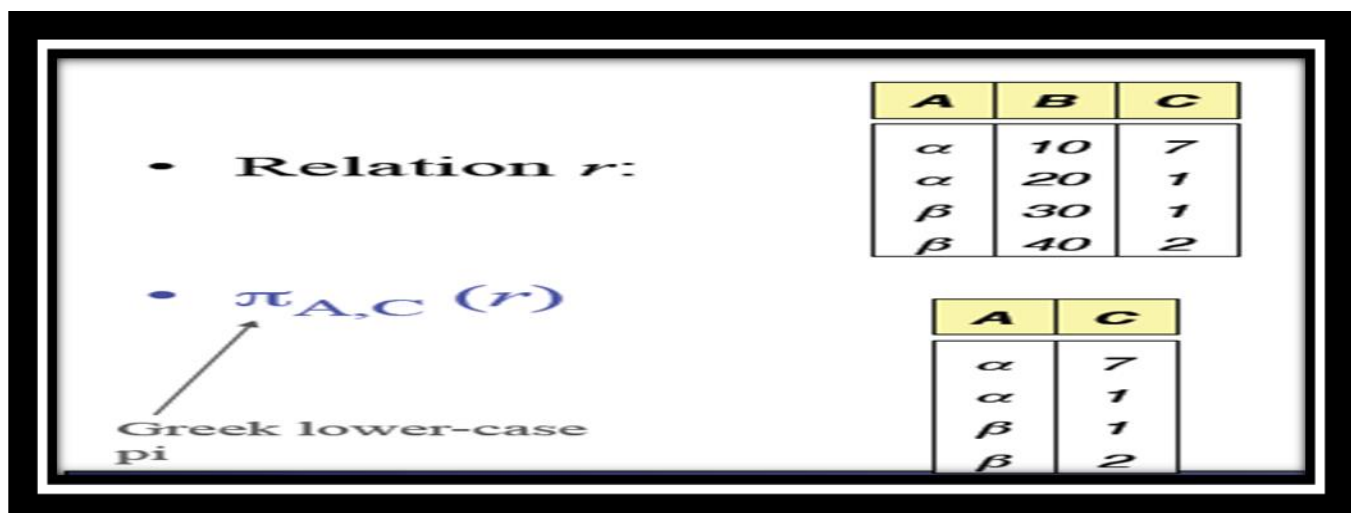 • Relation r:
A B C
α 10 7
α 20 1
β 30 1
β 40 2
• πA,C (r)
Greek lower-case
pi
A C
α 7
α 1
β 1
β 2